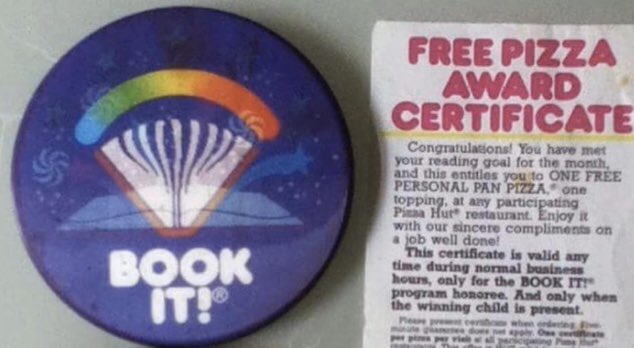 BOOK
IT!®
FREE PIZZA
AWARD
CERTIFICATE
Congratulations! You have met
your reading goal for the month,
and this entitles you to ONE FREE
PERSONAL PAN PIZZA,® one
topping, at any participating
Pizza Hut® restaurant. Enjoy it
with our sincere compliments on
a job well done!
This certificate is valid any
time during normal business
hours, only for the BOOK IT!®
program honoree. And only when
the winning child is present.
Please present certificate when ordering. Five-
minute guarantee does not apply. One certificate
per pizza per visit at all participating Pizza Hut®